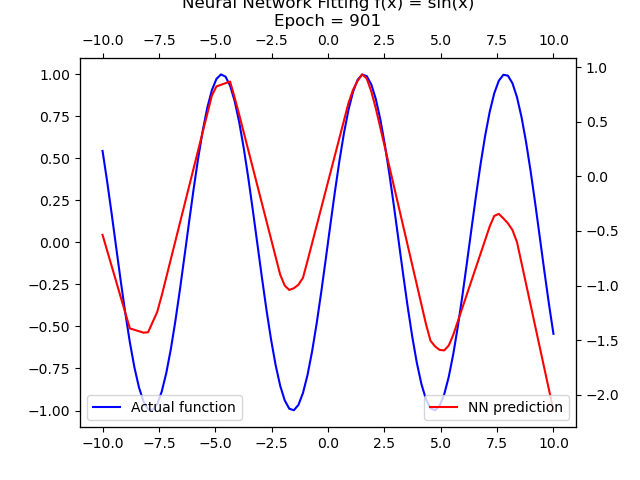 Neural Network Fitting f(x) = sin(x)
Epoch = 901
−10.0 −7.5 −5.0 −2.5 0.0 2.5 5.0 7.5 10.0
1.00
0.75
0.50
0.25
0.00
−0.25
−0.50
−0.75
−1.00
1.0
0.5
0.0
−0.5
−1.0
−1.5
−2.0
Actual function
NN prediction
−10.0 −7.5 −5.0 −2.5 0.0 2.5 5.0 7.5 10.0